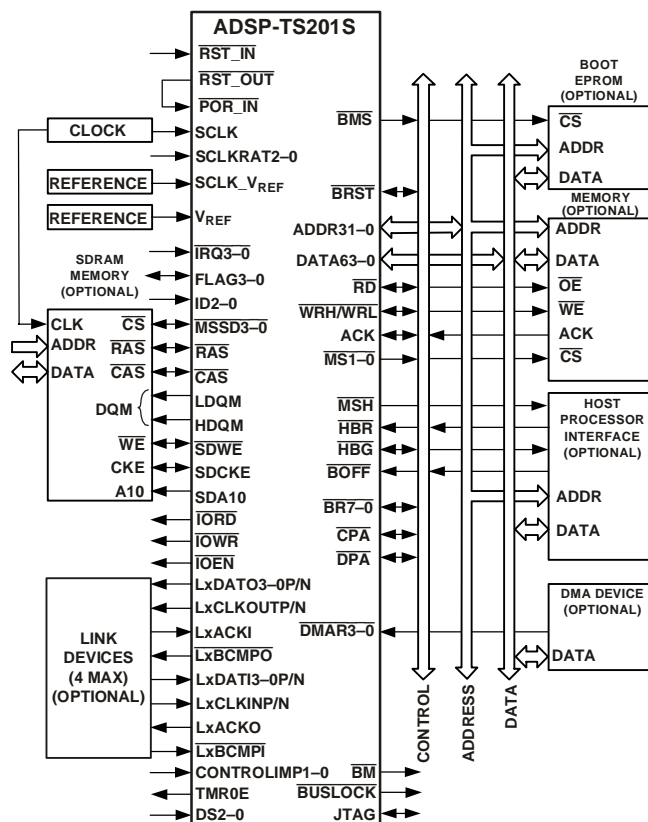 ADSP-TS201S
RST_IN
RST_OUT
POR_IN
CLOCK
SCLK
SCLKRAT2–0
REFERENCE
SCLK_VREF
REFERENCE
VREF
IRQ3–0
SDRAM
MEMORY
(OPTIONAL)
FLAG3–0
ID2–0
CLK
CS
MSSD3–0
ADDR
RAS
RAS
DATA
CAS
CAS
DQM
LDQM
HDQM
WE
SDWE
CKE
SDCKE
A10
SDA10
IORD
IOWR
IOEN
LINK
DEVICES
(4 MAX)
(OPTIONAL)
LxDATO3–0P/N
LxCLKOUTP/N
LxACKI
LxBCMPO
LxDATI3–0P/N
LxCLKINP/N
LxACKO
LxBCMPI
CONTROLIMP1–0
TMR0E
DS2–0
BMS
BRST
ADDR31–0
DATA63–0
RD
WRH/WRL
ACK
MS1–0
MSH
HBR
HBG
BOFF
BR7–0
CPA
DPA
DMAR3–0
BM
BUSLOCK
JTAG
CONTROL
ADDRESS
DATA
BOOT
EPROM
(OPTIONAL)
CS
ADDR
DATA
MEMORY
(OPTIONAL)
ADDR
DATA
OE
WE
ACK
CS
HOST
PROCESSOR
INTERFACE
(OPTIONAL)
ADDR
DATA
DMA DEVICE
(OPTIONAL)
DATA